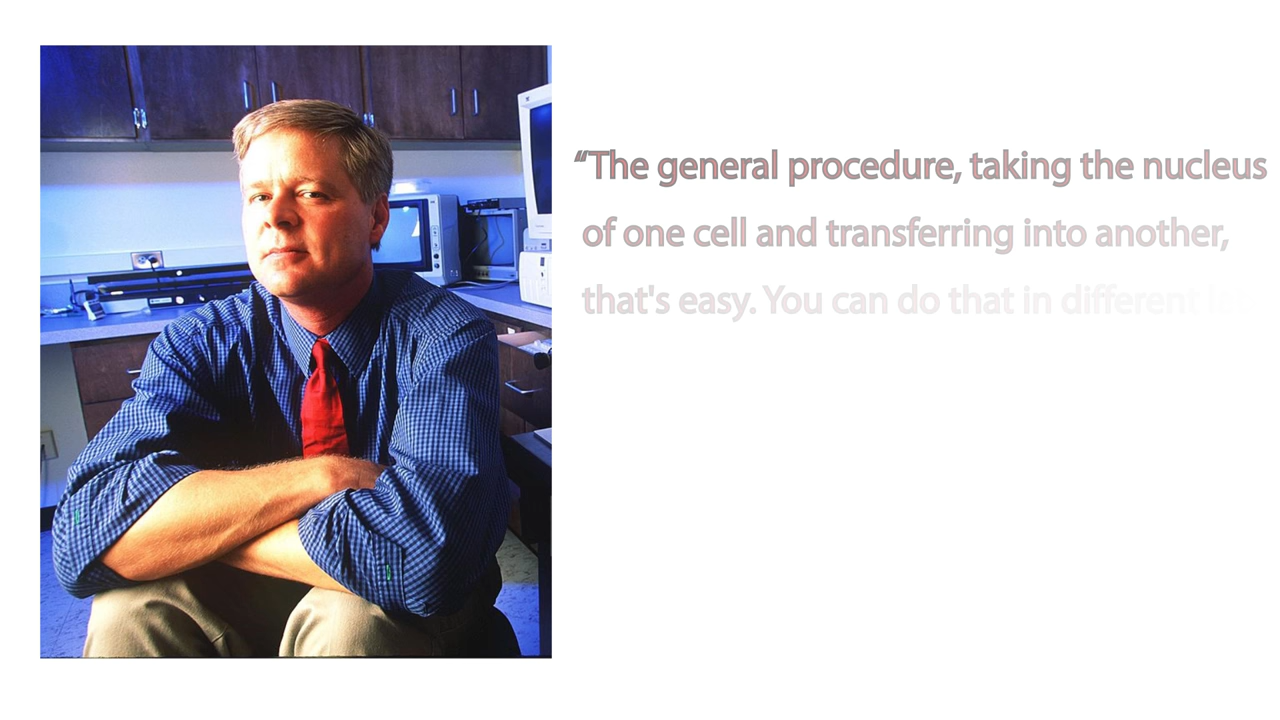 “The general procedure, taking the nucleus
of one cell and transferring into another,
that's easy. You can do that in different